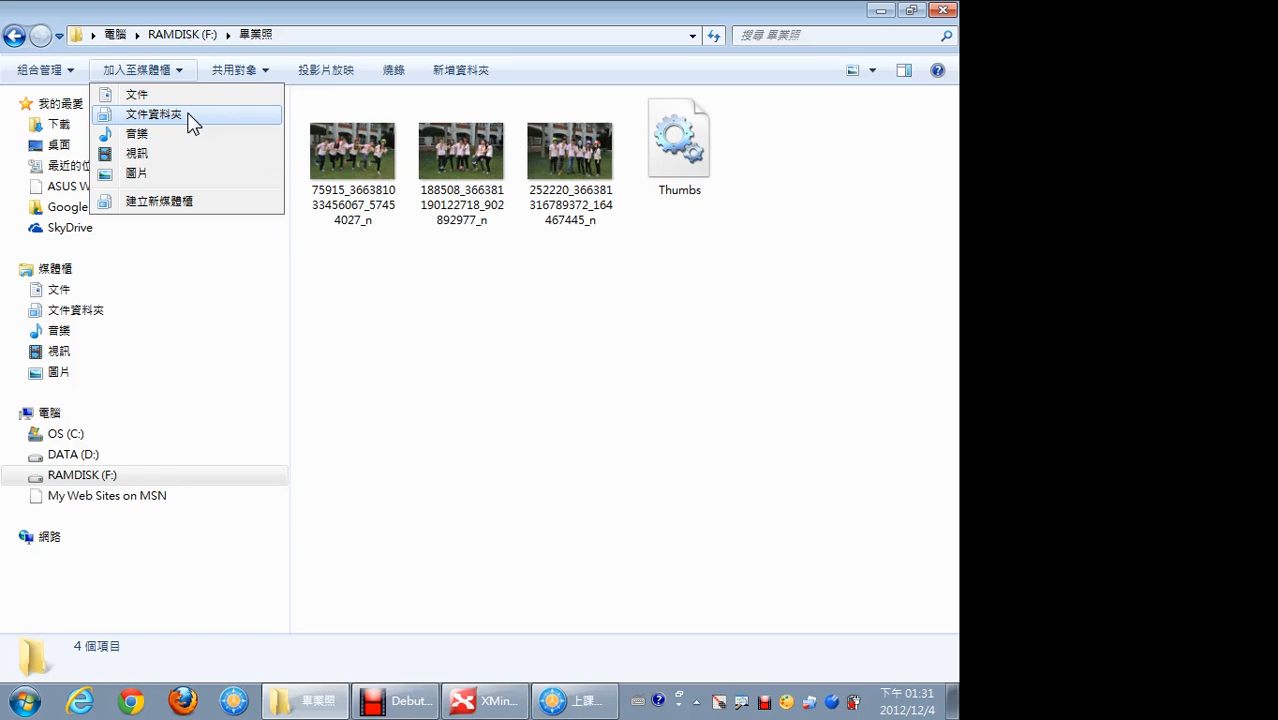 電腦 RAMDISK (F:) 畢業照
搜尋 畢業照
組合管理 加入至媒體櫃 共用對象 投影片放映 燒錄 新增資料夾
文件
文件資料夾
音樂
視訊
圖片
建立新媒體櫃
我的最愛
下載
桌面
最近的位
ASUS W
Google
SkyDrive
媒體櫃
文件
文件資料夾
音樂
視訊
圖片
電腦
OS (C:)
DATA (D:)
RAMDISK (F:)
My Web Sites on MSN
網路
75915_3663810
33456067_5745
4027_n
188508_366381
190122718_902
892977_n
252220_366381
316789372_164
467445_n
Thumbs
4 個項目
畢業照
Debut...
XMin...
上課...
下午 01:31
2012/12/4